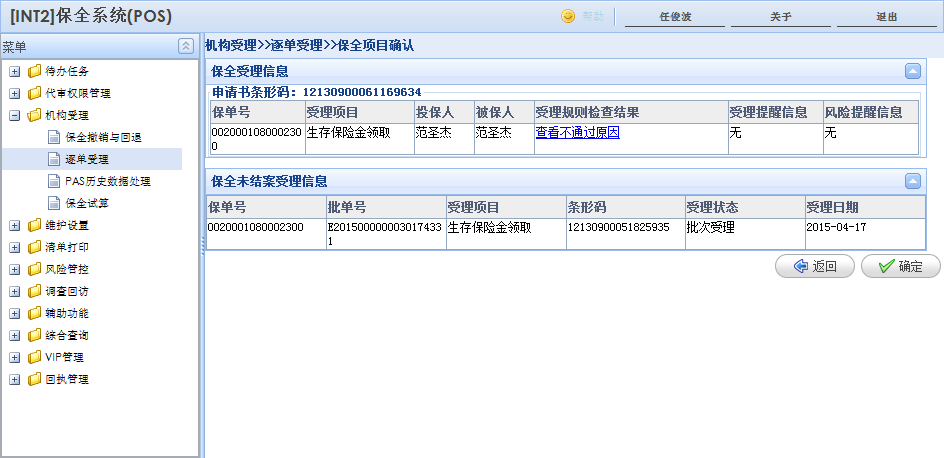 [INT2]保全系统(POS)
帮助
任俊波
关于
退出
菜单
待办任务
代审权限管理
机构受理
保全撤销与回退
逐单受理
PAS历史数据处理
保全试算
维护设置
清单打印
风险管控
调查回访
辅助功能
综合查询
VIP管理
回执管理
机构受理>>逐单受理>>保全项目确认
保全受理信息
申请书条形码：12130900061169634
保单号 受理项目 投保人 被保人 受理规则检查结果 受理提醒信息 风险提醒信息
002000108000230 生存保险金领取 范圣杰 范圣杰 查看不通过原因 无 无
0
保全未结案受理信息
保单号 批单号 受理项目 条形码 受理状态 受理日期
0020001080002300 E20150000000301743 生存保险金领取 12130900051825935 批次受理 2015-04-17
1
返回 确定